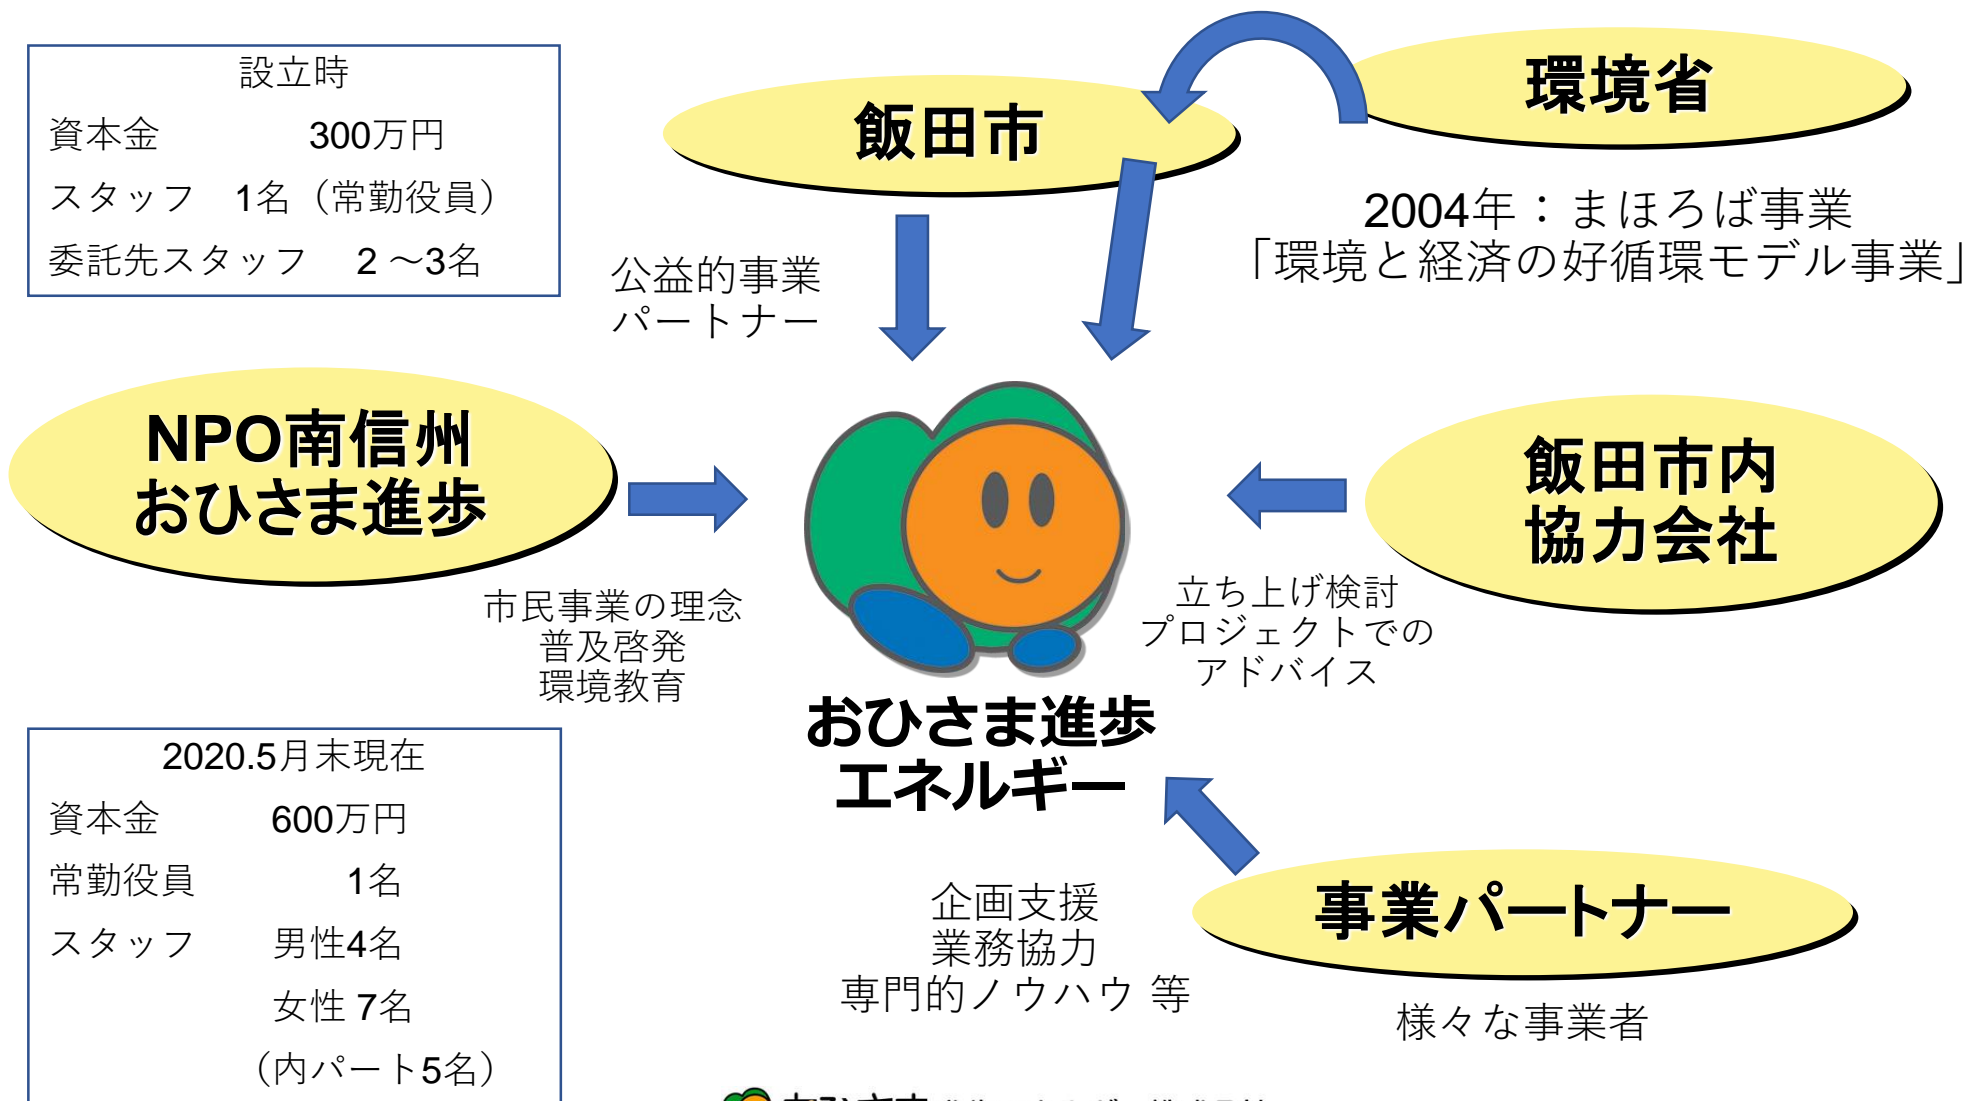 設立時
資本金 300万円
スタッフ 1名（常勤役員）
委託先スタッフ 2～3名
飯田市
環境省
2004年：まほろば事業
「環境と経済の好循環モデル事業」
公益的事業
パートナー
NPO南信州
おひさま進歩
市民事業の理念
普及啓発
環境教育
飯田市内
協力会社
立ち上げ検討
プロジェクトでの
アドバイス
おひさま進歩
エネルギー
2020.5月末現在
資本金 600万円
常勤役員 1名
スタッフ 男性4名
女性 7名
（内パート5名）
企画支援
業務協力
専門的ノウハウ 等
事業パートナー
様々な事業者